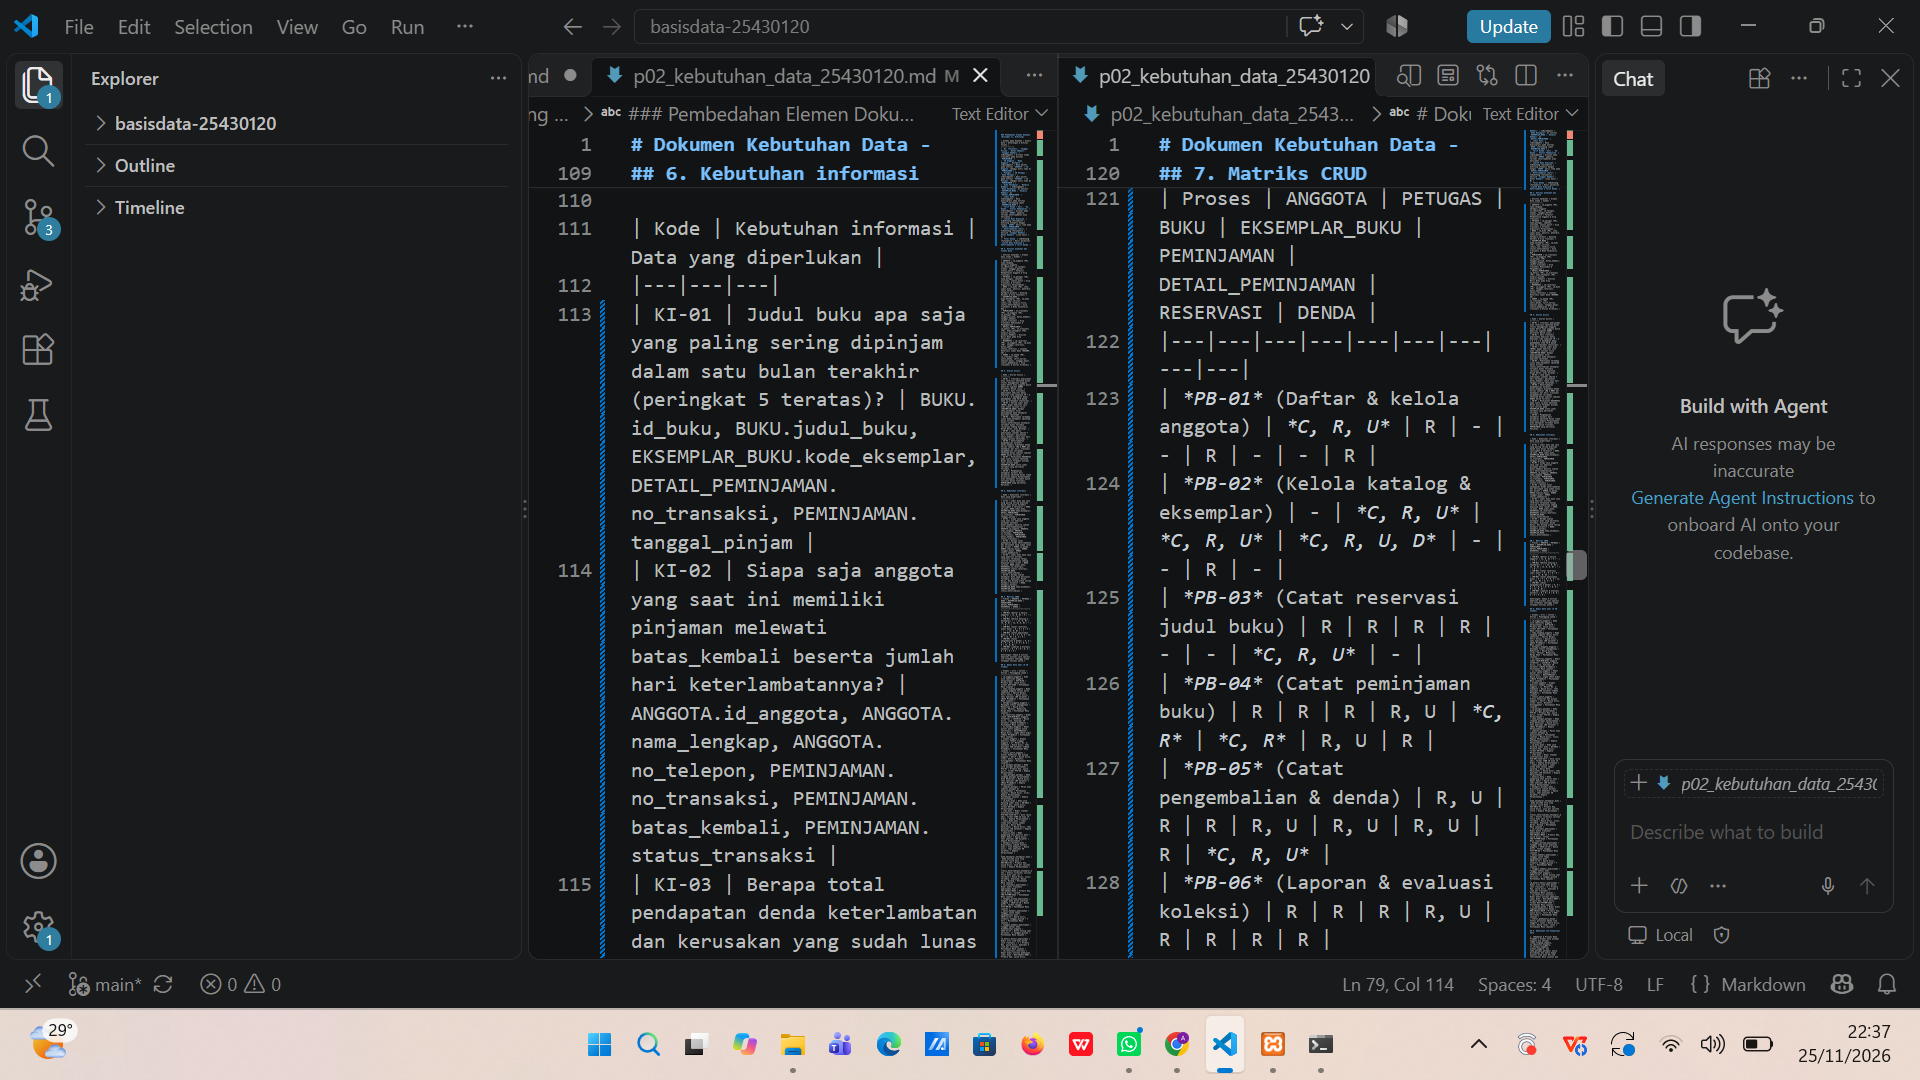 File Edit Selection View Go Run ···
basisdata-25430120
Update
Explorer
1
basisdata-25430120
Outline
Timeline
3
1
nd
p02_kebutuhan_data_25430120.md M
ng ... > abc ### Pembedahan Elemen Doku... Text Editor
1 # Dokumen Kebutuhan Data -
109 ## 6. Kebutuhan informasi
110
111 | Kode | Kebutuhan informasi |
Data yang diperlukan |
112 |---|---|---|
113 | KI-01 | Judul buku apa saja
yang paling sering dipinjam
dalam satu bulan terakhir
(peringkat 5 teratas)? | BUKU.
id_buku, BUKU.judul_buku,
EKSEMPLAR_BUKU.kode_eksemplar,
DETAIL_PEMINJAMAN.
no_transaksi, PEMINJAMAN.
tanggal_pinjam |
114 | KI-02 | Siapa saja anggota
yang saat ini memiliki
pinjaman melewati
batas_kembali beserta jumlah
hari keterlambatannya? |
ANGGOTA.id_anggota, ANGGOTA.
nama_lengkap, ANGGOTA.
no_telepon, PEMINJAMAN.
no_transaksi, PEMINJAMAN.
batas_kembali, PEMINJAMAN.
status_transaksi |
115 | KI-03 | Berapa total
pendapatan denda keterlambatan
dan kerusakan yang sudah lunas
p02_kebutuhan_data_25430120
p02_kebutuhan_data_2543... > abc # Dokı Text Editor
1 # Dokumen Kebutuhan Data -
120 ## 7. Matriks CRUD
121 | Proses | ANGGOTA | PETUGAS |
BUKU | EKSEMPLAR_BUKU |
PEMINJAMAN |
DETAIL_PEMINJAMAN |
RESERVASI | DENDA |
122 |---|---|---|---|---|---|---|
---|---|
123 | *PB-01* (Daftar & kelola
anggota) | *C, R, U* | R | - |
- | R | - | - | R |
124 | *PB-02* (Kelola katalog &
eksemplar) | - | *C, R, U* |
*C, R, U* | *C, R, U, D* | - |
- | R | - |
125 | *PB-03* (Catat reservasi
judul buku) | R | R | R | R |
- | - | *C, R, U* | - |
126 | *PB-04* (Catat peminjaman
buku) | R | R | R | R, U | *C,
R* | *C, R* | R, U | R |
127 | *PB-05* (Catat
pengembalian & denda) | R, U |
R | R | R, U | R, U | R, U |
R | *C, R, U* |
128 | *PB-06* (Laporan & evaluasi
koleksi) | R | R | R | R, U |
R | R | R | R |
Chat
Build with Agent
AI responses may be
inaccurate
Generate Agent Instructions to
onboard AI onto your
codebase.
p02_kebutuhan_data_2543(
Describe what to build
Local
main* 0 0
Ln 79, Col 114 Spaces: 4 UTF-8 LF { } Markdown
29°
22:37
25/11/2026